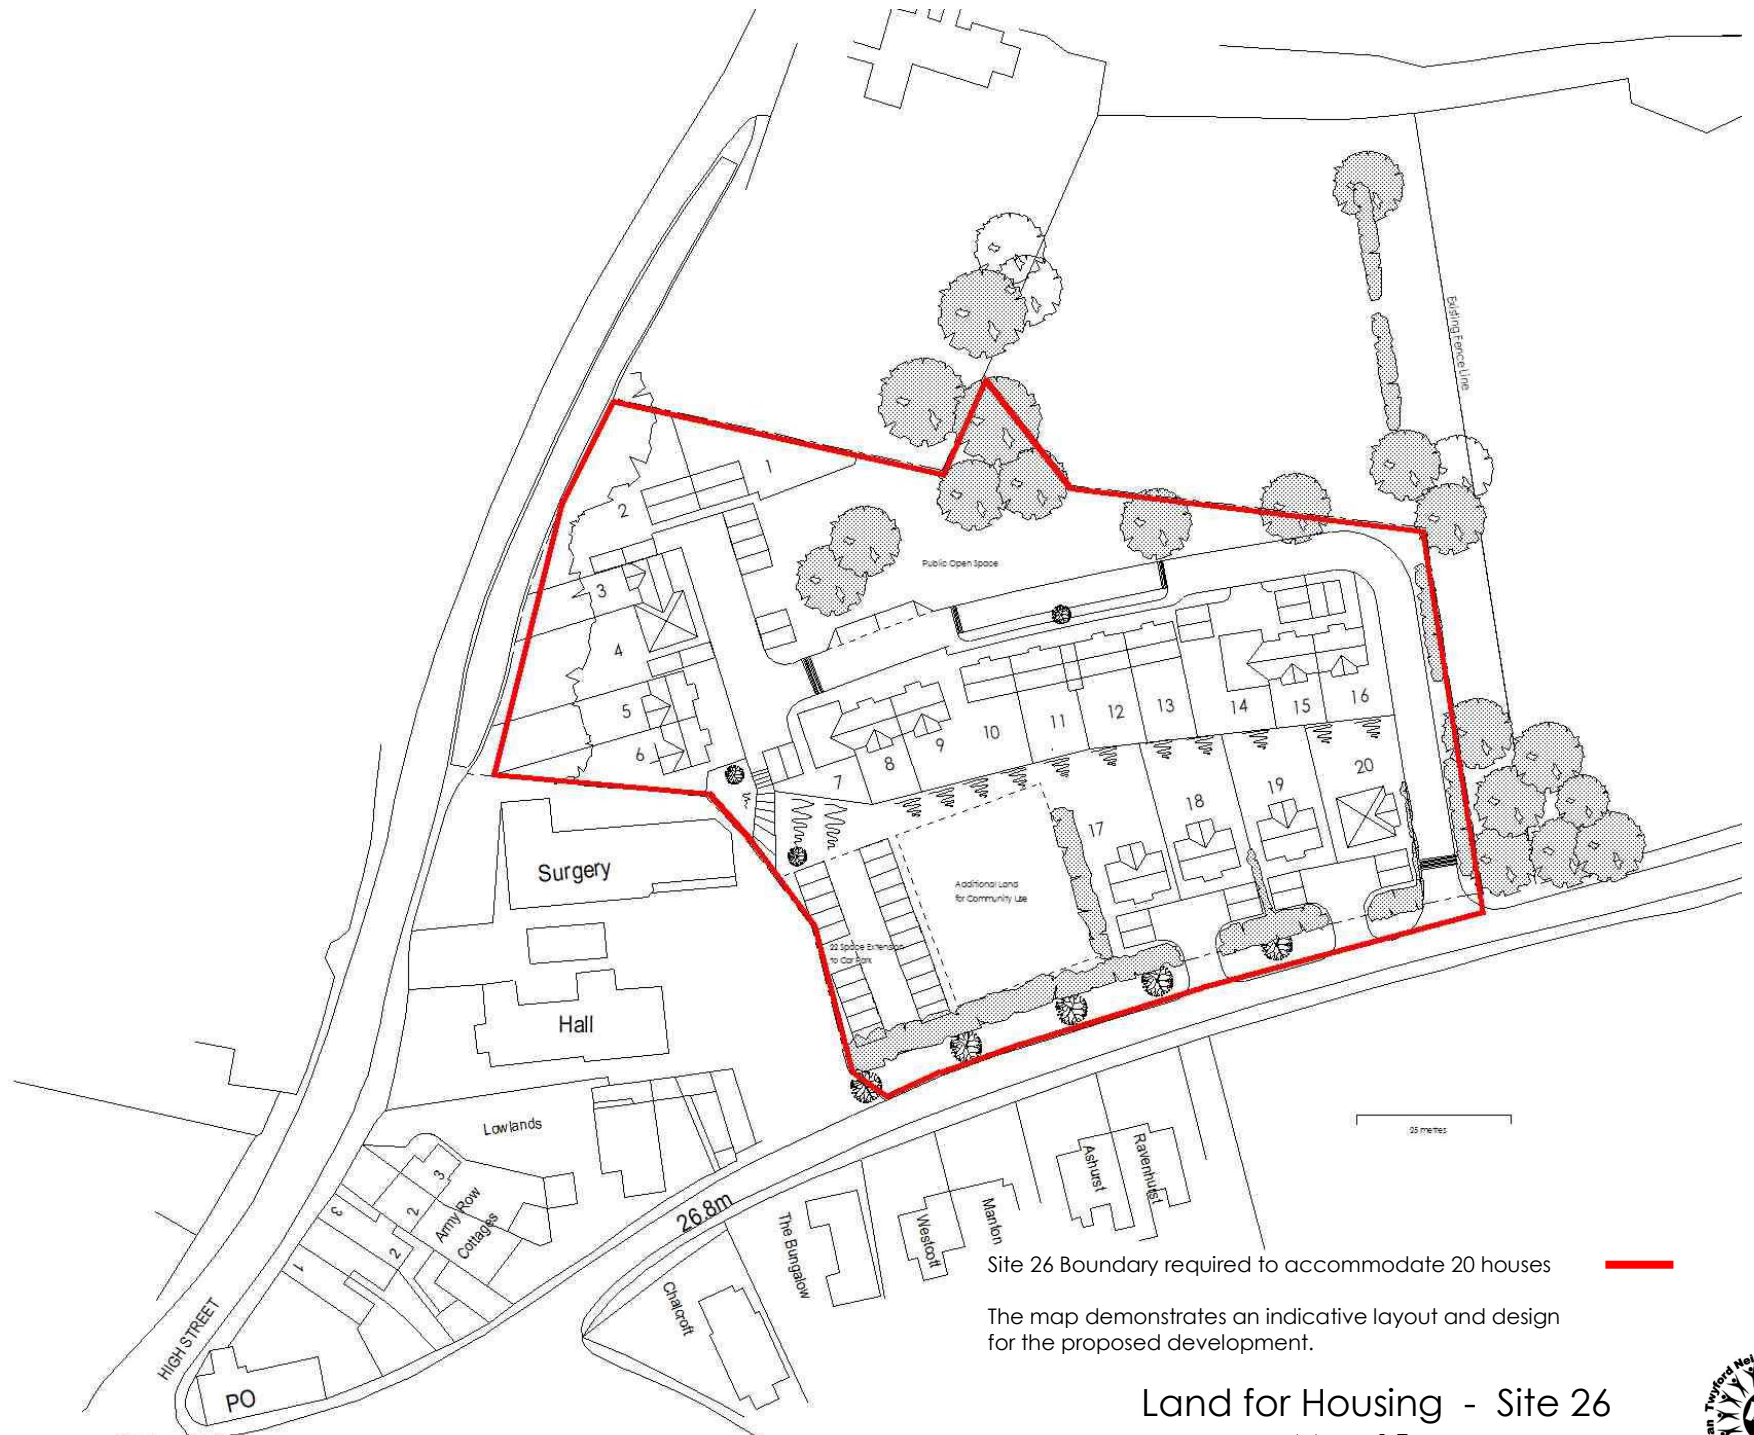 Existing Fence Line
1
2
3
4
5
6
Public Open Space
7
8
9
10
11
12
13
14
15
16
17
18
19
20
Additional Land
for Community Use
22 Space Extension
to Car Park
Surgery
Hall
Lowlands
3
2
Army Row
Cottages
3
2
1
26.8m
HIGH STREET
PO
Chalcroft
The Bungalow
Westcott
Manton
Ashurst
Ravenhurst
25 metres
Site 26 Boundary required to accommodate 20 houses
The map demonstrates an indicative layout and design
for the proposed development.
Land for Housing - Site 26